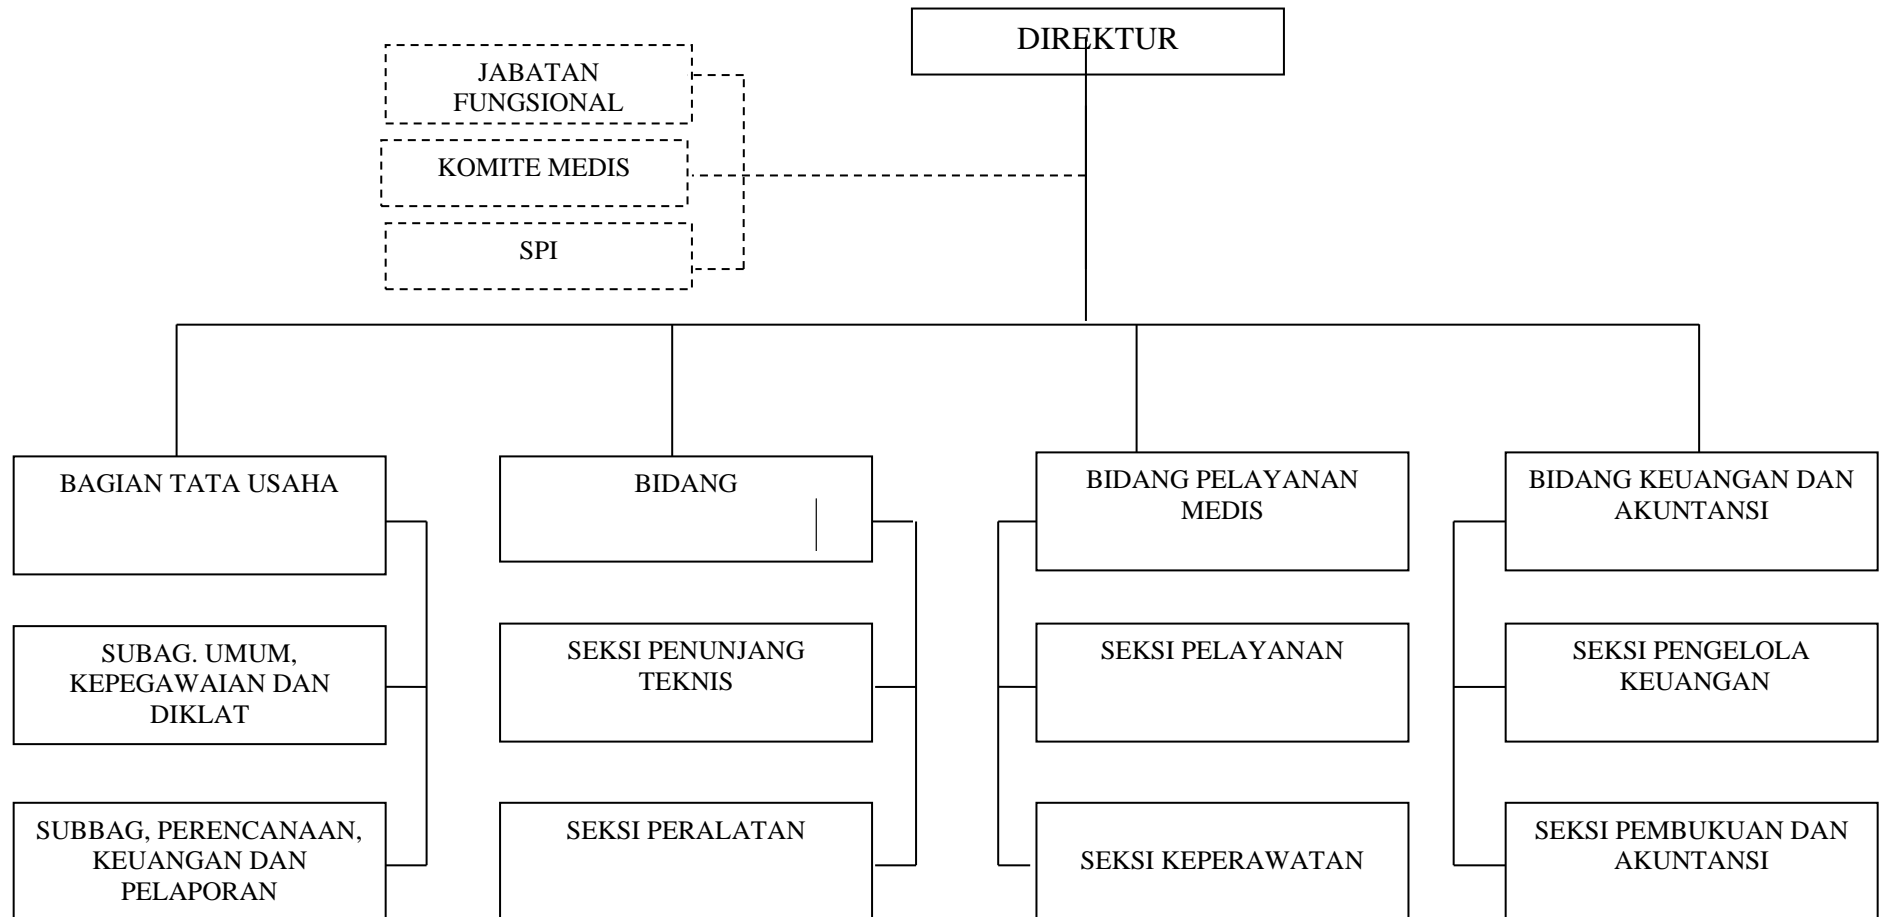 DIREKTUR
JABATAN
FUNGSIONAL
KOMITE MEDIS
SPI
BAGIAN TATA USAHA
BIDANG
BIDANG PELAYANAN
MEDIS
BIDANG KEUANGAN DAN
AKUNTANSI
SUBAG. UMUM,
KEPEGAWAIAN DAN
DIKLAT
SEKSI PENUNJANG
TEKNIS
SEKSI PELAYANAN
SEKSI PENGELOLA
KEUANGAN
SUBBAG, PERENCANAAN,
KEUANGAN DAN
PELAPORAN
SEKSI PERALATAN
SEKSI KEPERAWATAN
SEKSI PEMBUKUAN DAN
AKUNTANSI